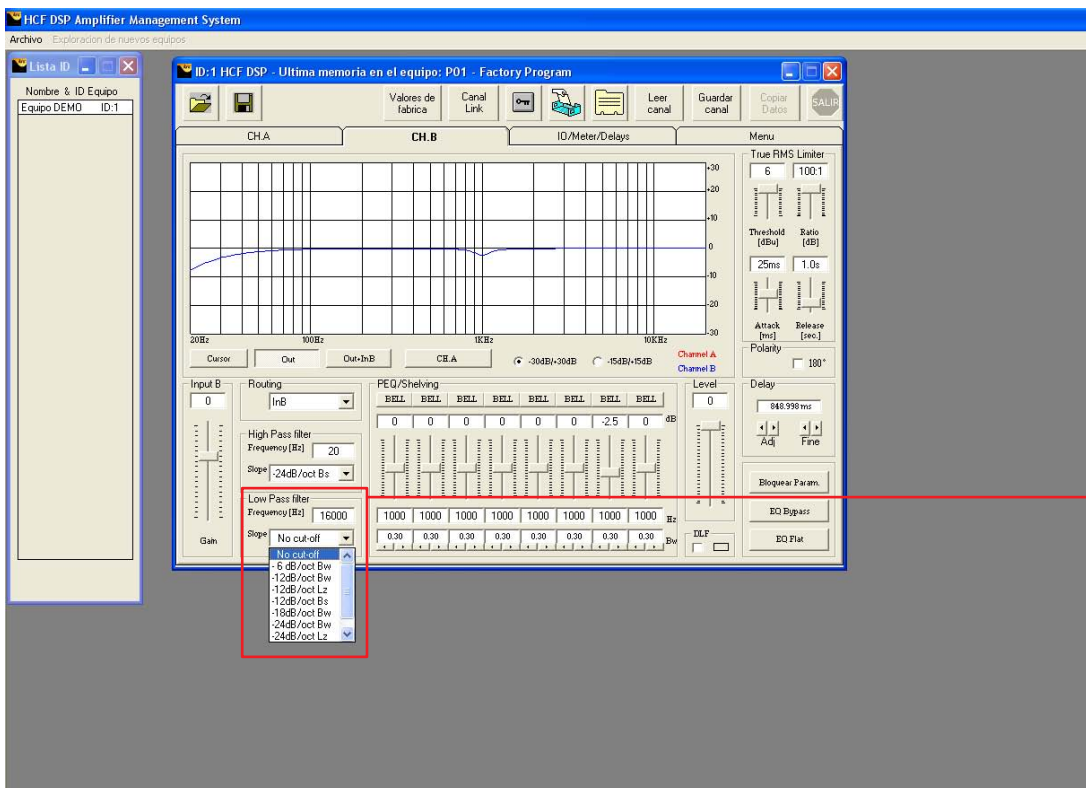 HCF DSP Amplifier Management System
Archivo Exploracion de nuevos equipos
Lista ID
Nombre & ID Equipo
Equipo DEMO ID:1
ID:1 HCF DSP - Ultima memoria en el equipo: P01 - Factory Program
Valores de fabrica
Canal Link
Leer canal
Guardar canal
Copiar Datos
SALIR
CH.A
CH.B
IO/Meter/Delays
Menu
+30
+20
+10
0
-10
-20
-30
20Hz
100Hz
1KHz
10KHz
Cursor
Out
Out+InB
CH.A
-30dB/+30dB
-15dB/+15dB
Channel A
Channel B
True RMS Limiter
6 100:1
Threshold [dBu]
Ratio [dB]
25ms 1.0s
Attack [ms]
Release [sec.]
Polarity
180°
Input B
0
Gain
Routing
InB
High Pass filter
Frequency [Hz] 20
Slope -24dB/oct Bs
Low Pass filter
Frequency [Hz] 16000
Slope No cut-off
No cut-off
- 6 dB/oct Bw
-12dB/oct Bw
-12dB/oct Lz
-12dB/oct Bs
-18dB/oct Bw
-24dB/oct Bw
-24dB/oct Lz
PEQ/Shelving
BELL BELL BELL BELL BELL BELL BELL BELL
0 0 0 0 0 0 -2.5 0 dB
1000 1000 1000 1000 1000 1000 1000 1000 Hz
0.30 0.30 0.30 0.30 0.30 0.30 0.30 0.30 Bw
Level
0
DLF
Delay
848.998 ms
Adj Fine
Bloquear Param.
EQ Bypass
EQ Flat